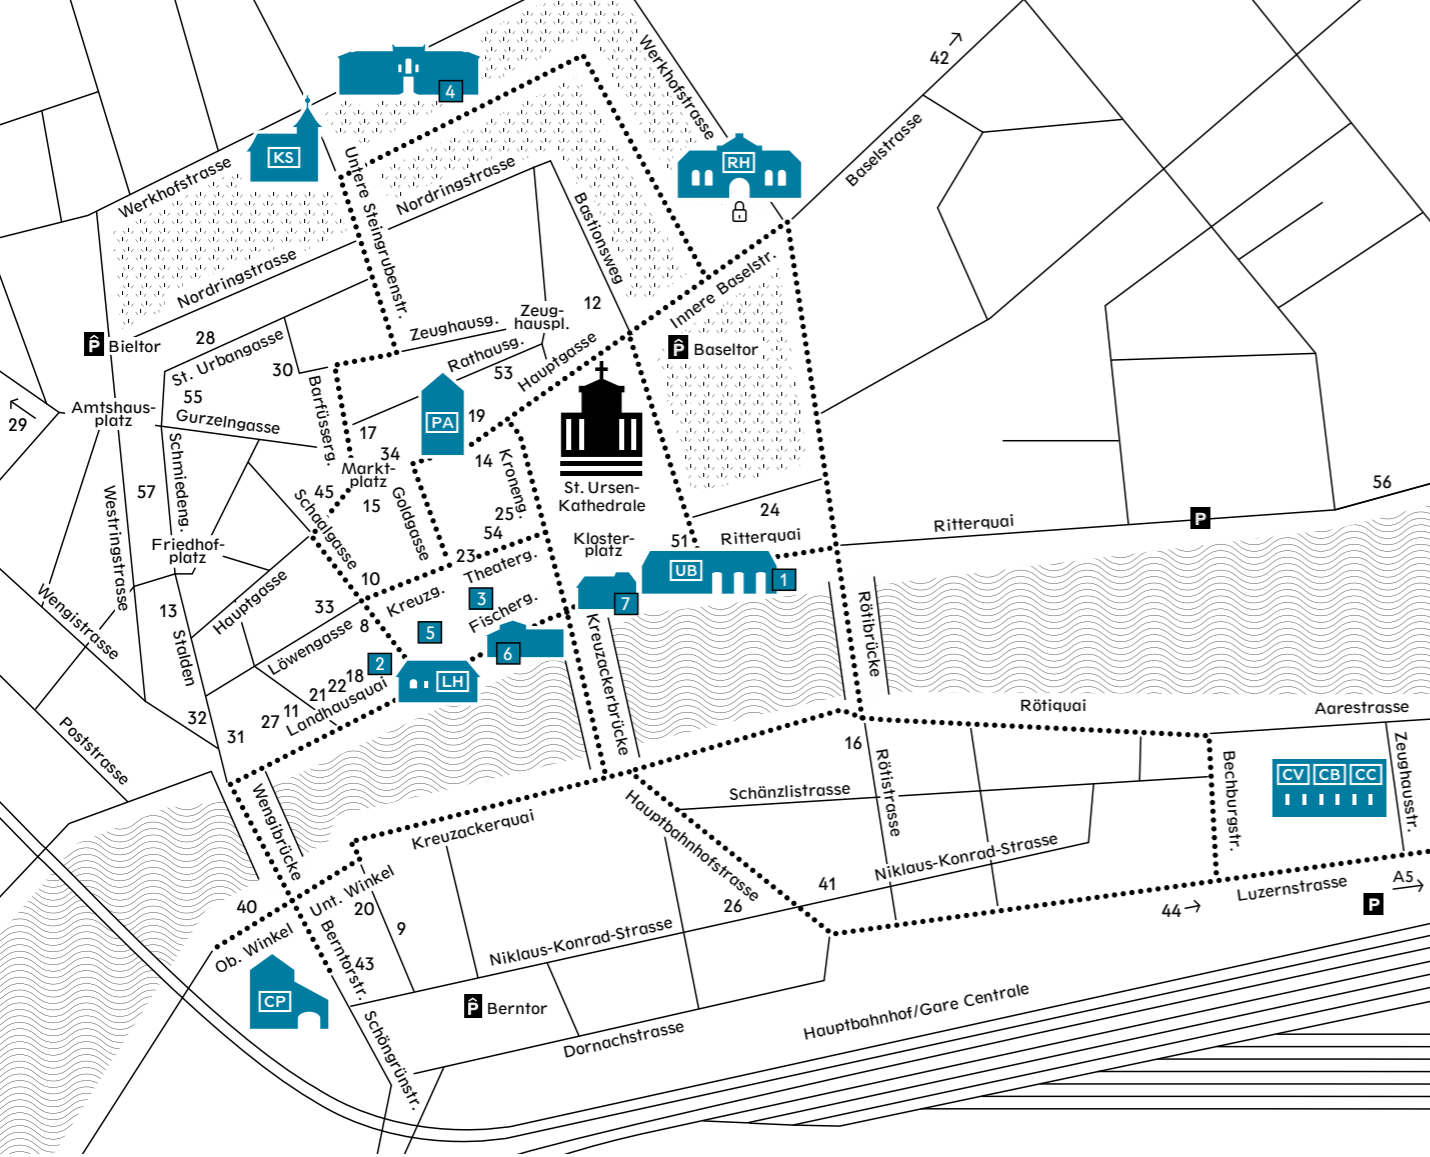 42
Werkhofstrasse
4
KS
RH
Baselstrasse
Werkhofstrasse
Untere Steingrubenstr.
Nordringstrasse
Bastionsweg
Nordringstrasse
Innere Baselstr.
12
Zeughausg.
Zeug-
hauspl.
28
P Bieltor
St. Urbangasse
Rathausg.
Hauptgasse
P Baseltor
30
53
55
Barfüsserg.
29
Amtshaus-
platz
Gurzelngasse
PA
19
17
34
Schmiedeng.
14
Kroneng.
Markt-
platz
57
45
15
Westringstrasse
Schaalgasse
Goldgasse
St. Ursen-
Kathedrale
56
25
24
54
P
Ritterquai
Ritterquai
51
Friedhof-
platz
23
Theaterg.
Kloster-
platz
UB
1
10
Wengistrasse
Hauptgasse
Kreuzg.
3
7
13
33
Fischerg.
8
5
Rötibrücke
Löwengasse
Kreuzackerbrücke
Stalden
6
2
LH
18
22
21
11
27
Landhausquai
32
31
Rötiquai
Aarestrasse
Poststrasse
16
Rötistrasse
Bechburgstr.
Zeughausstr.
CV CB CC
Wengibrücke
Schänzlistrasse
Hauptbahnhofstrasse
Kreuzackerquai
Niklaus-Konrad-Strasse
Unt. Winkel
41
Luzernstrasse
A5
P
44
26
40
20
9
Niklaus-Konrad-Strasse
Ob. Winkel
Berntorstr.
43
CP
P Berntor
Hauptbahnhof/Gare Centrale
Dornachstrasse
Schöngrünstr.